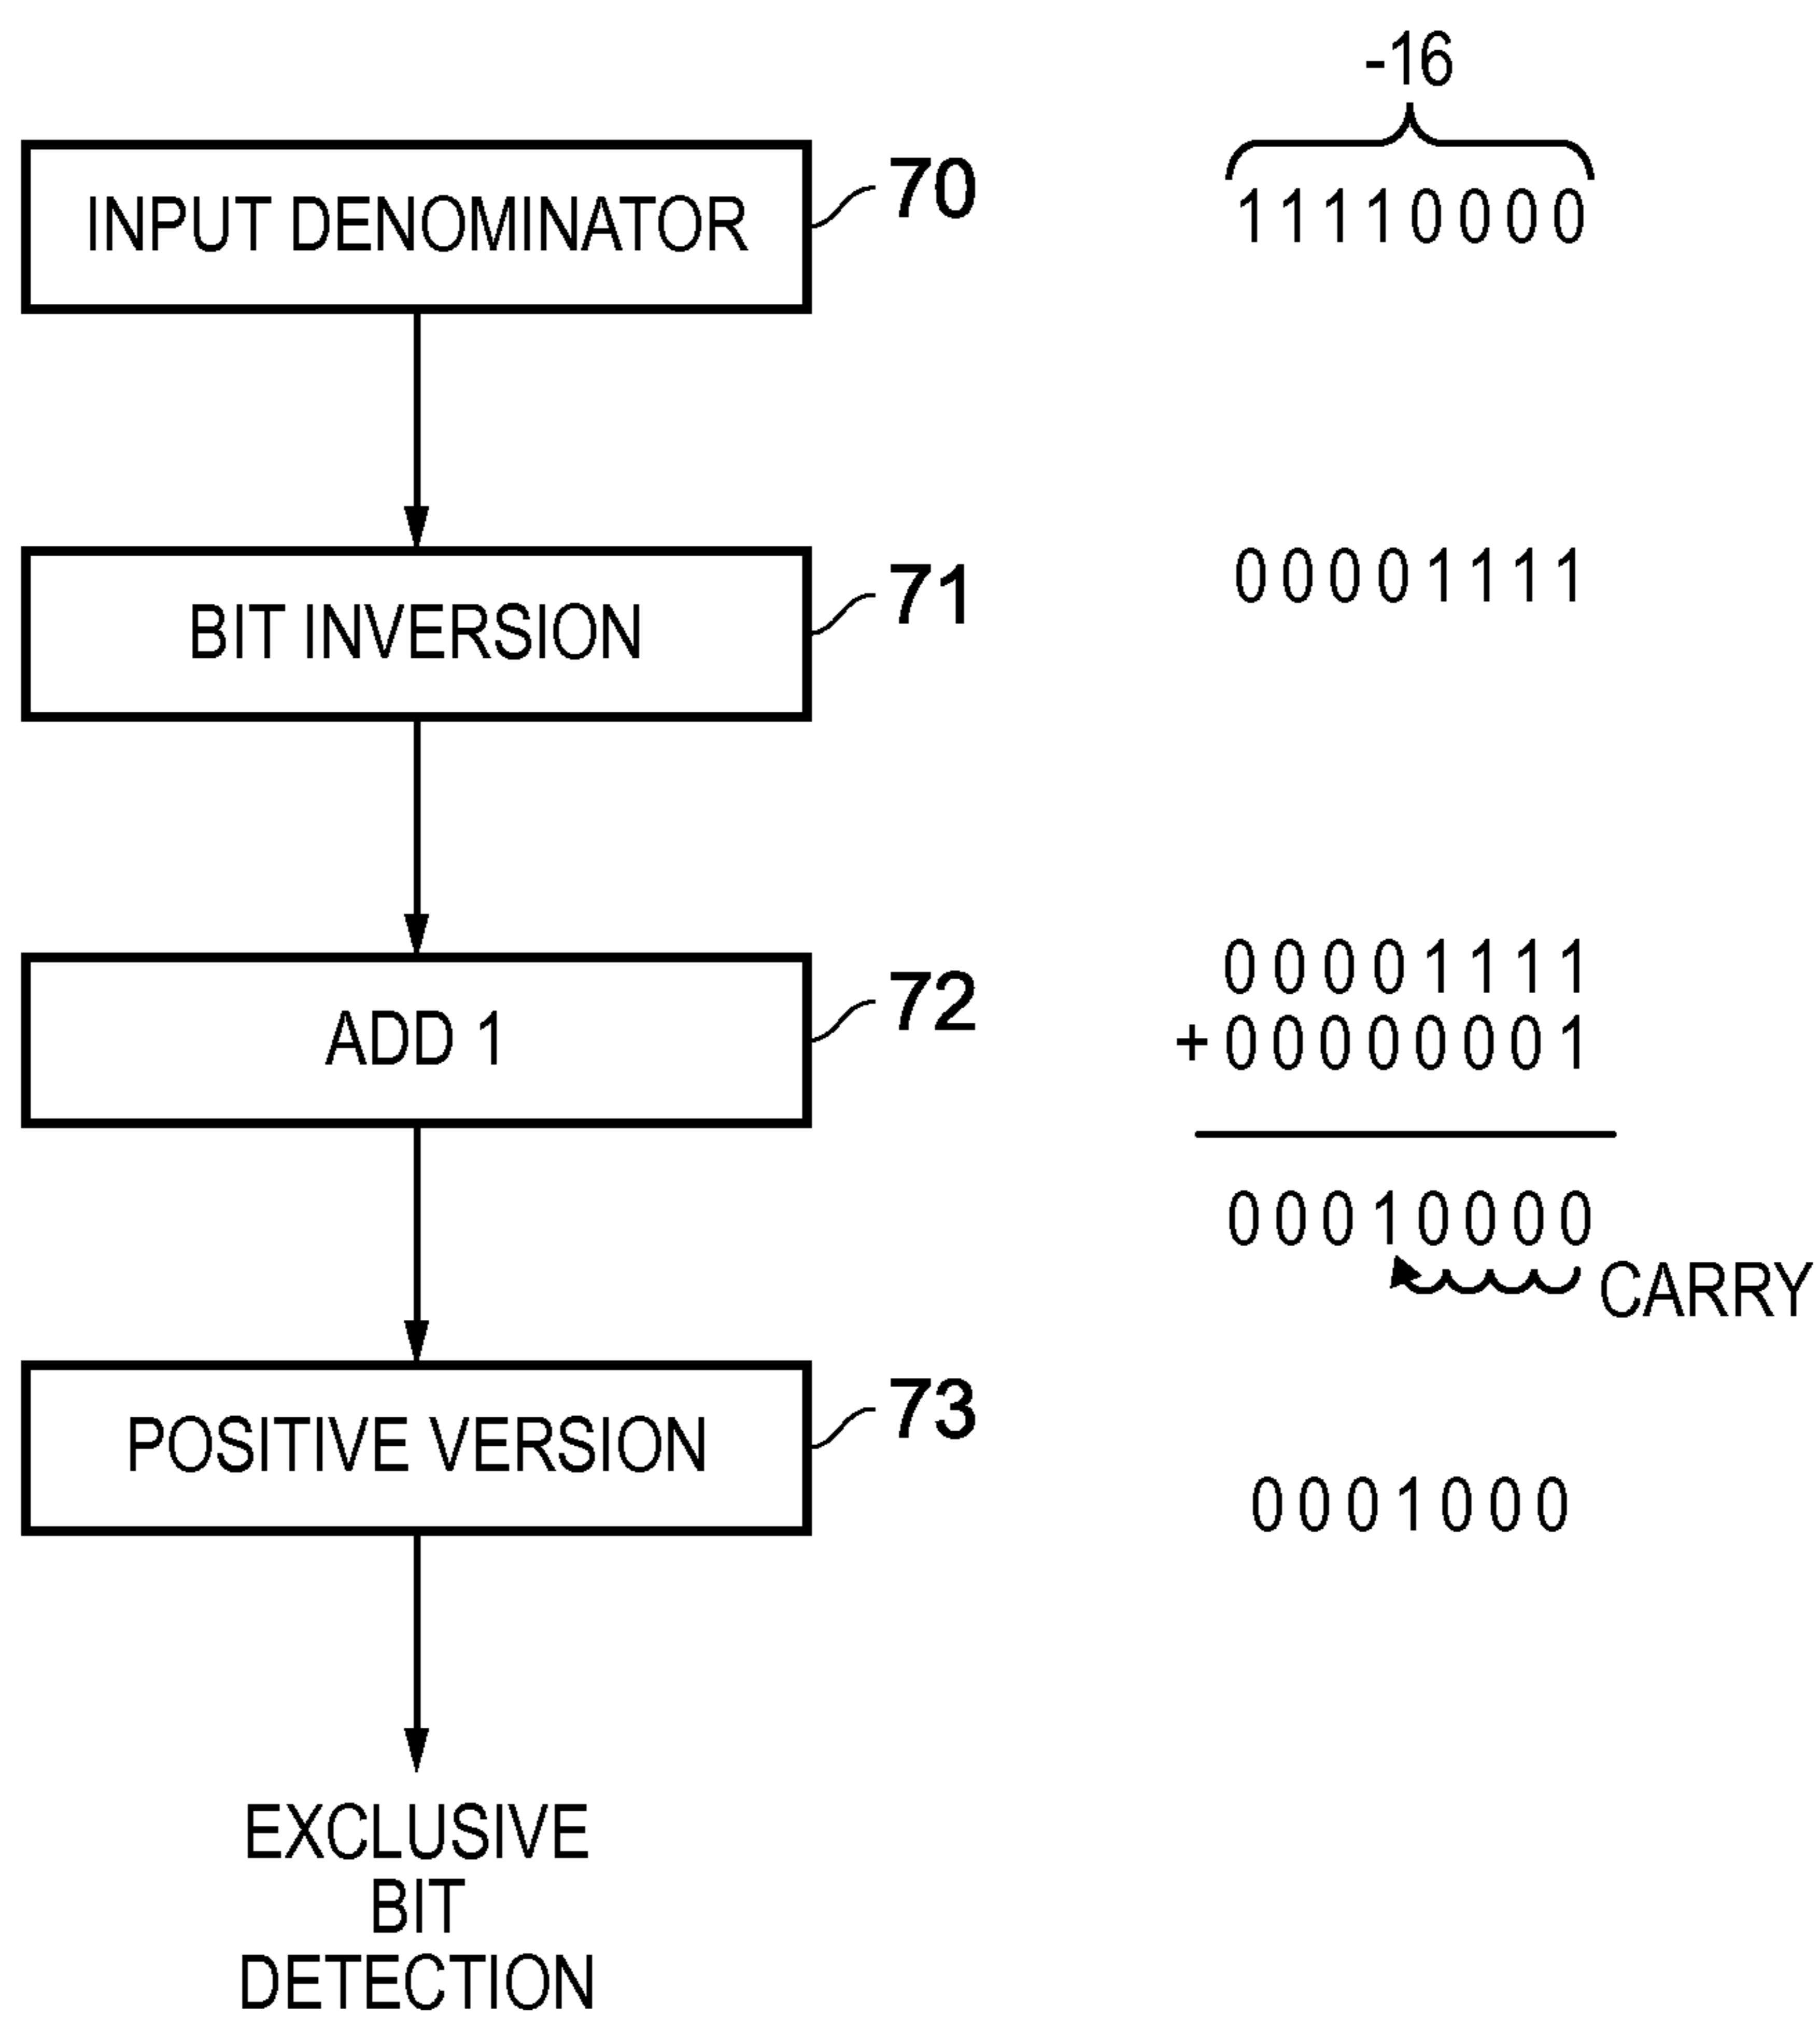 -16
INPUT DENOMINATOR 70 11110000
BIT INVERSION 71 00001111
00001111
ADD 1 72 +00000001
00010000
CARRY
POSITIVE VERSION 73 0001000
EXCLUSIVE
BIT
DETECTION